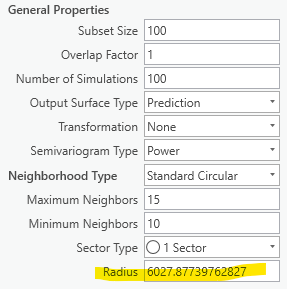 General Properties
Subset Size 100
Overlap Factor 1
Number of Simulations 100
Output Surface Type Prediction
Transformation None
Semivariogram Type Power
Neighborhood Type Standard Circular
Maximum Neighbors 15
Minimum Neighbors 10
Sector Type 1 Sector
Radius 6027.87739762827